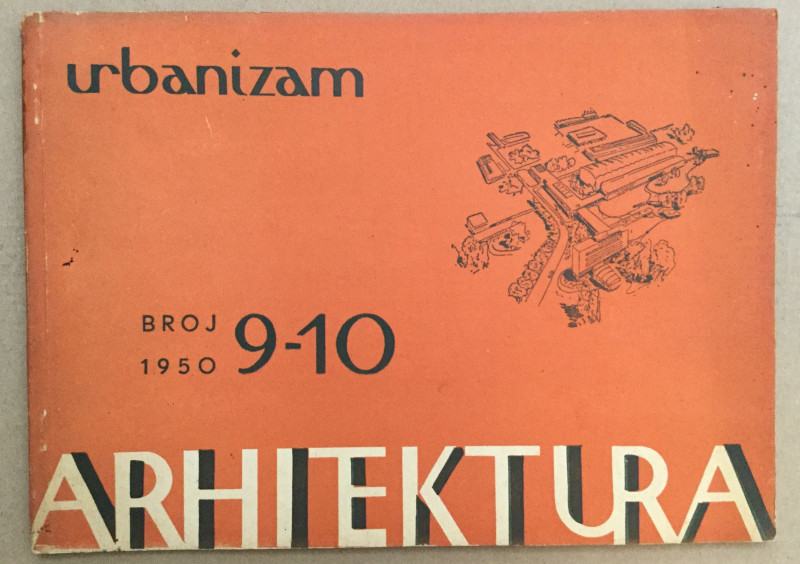 urbanizam
BROJ 9-10
1950
ARHITEKTURA